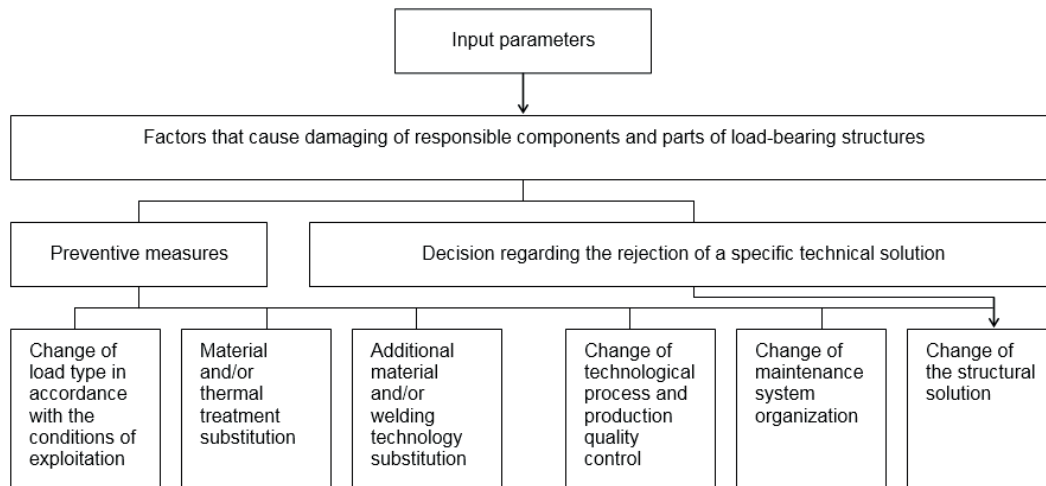 Input parameters
Factors that cause damaging of responsible components and parts of load-bearing structures
Preventive measures
Decision regarding the rejection of a specific technical solution
Change of
load type in
accordance
with the
conditions of
exploitation
Material
and/or
thermal
treatment
substitution
Additional
material
and/or
welding
technology
substitution
Change of
technological
process and
production
quality
control
Change of
maintenance
system
organization
Change of
the structural
solution